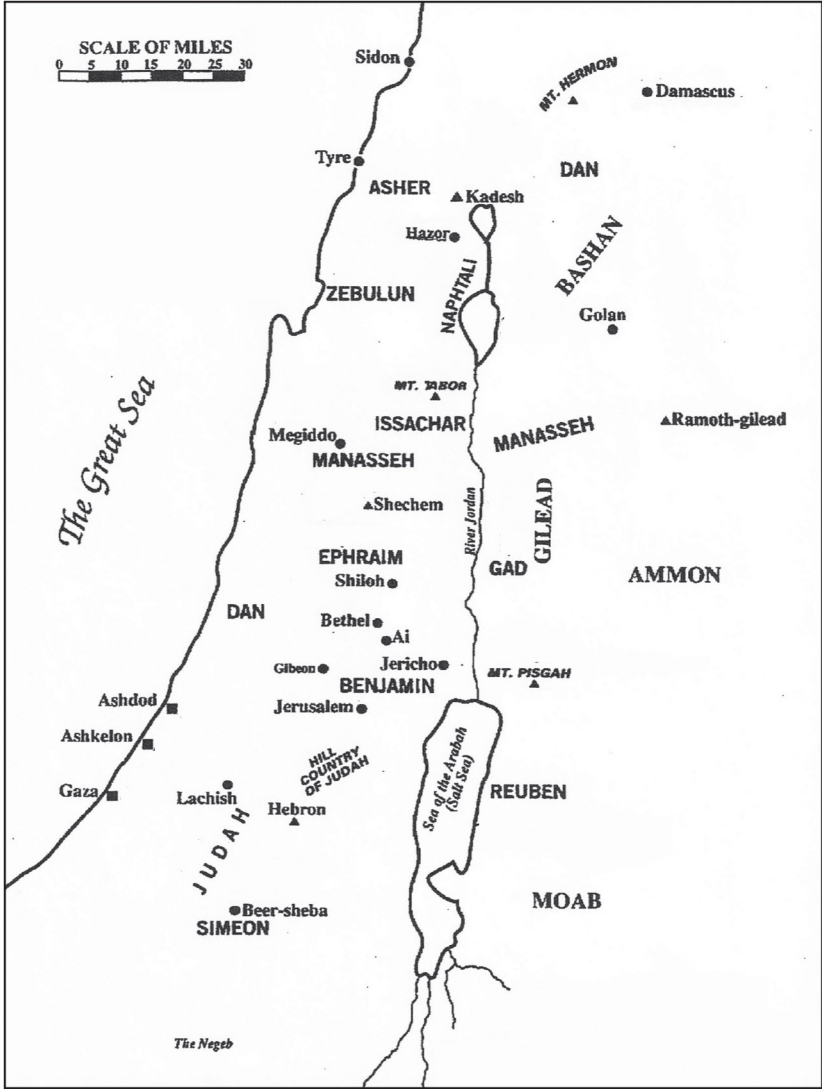 SCALE OF MILES
0 5 10 15 20 25 30
Sidon
MT. HERMON
Damascus
Tyre
DAN
ASHER
Kadesh
Hazor
BASHAN
NAPHTALI
ZEBULUN
Golan
The Great Sea
MT. TABOR
ISSACHAR
MANASSEH
Ramoth-gilead
Megiddo
MANASSEH
Shechem
River Jordan
GILEAD
EPHRAIM
GAD
AMMON
Shiloh
DAN
Bethel
Ai
Gibeon
Jericho
MT. PISGAH
BENJAMIN
Ashdod
Jerusalem
Ashkelon
HILL
COUNTRY
OF JUDAH
Sea of the Arabah
(Salt Sea)
Gaza
Lachish
REUBEN
Hebron
JUDAH
MOAB
Beer-sheba
SIMEON
The Negeb